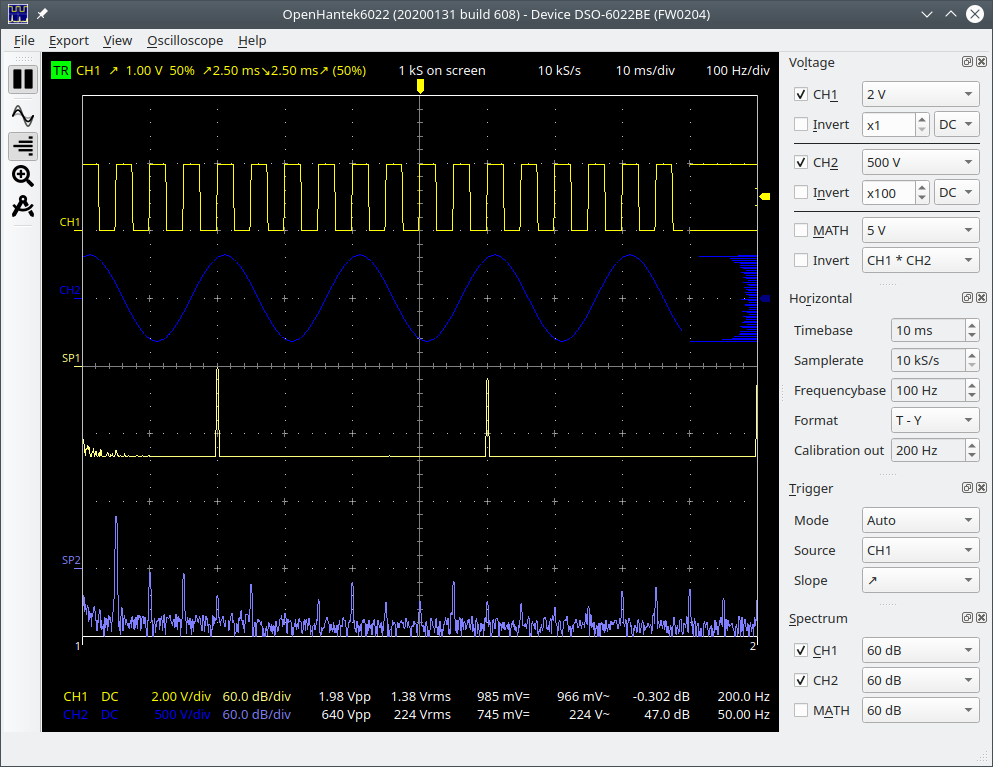 OpenHantek6022 (20200131 build 608) - Device DSO-6022BE (FW0204)
File Export View Oscilloscope Help
TR CH1 ↗ 1.00 V 50% ↗2.50 ms↘2.50 ms↗ (50%) 1 kS on screen 10 kS/s 10 ms/div 100 Hz/div
CH1
CH2
SP1
SP2
1 2
CH1 DC 2.00 V/div 60.0 dB/div 1.98 Vpp 1.38 Vrms 985 mV= 966 mV~ -0.302 dB 200.0 Hz
CH2 DC 500 V/div 60.0 dB/div 640 Vpp 224 Vrms 745 mV= 224 V~ 47.0 dB 50.00 Hz
Voltage
CH1 2 V
Invert x1 DC
CH2 500 V
Invert x100 DC
MATH 5 V
Invert CH1 * CH2
Horizontal
Timebase 10 ms
Samplerate 10 kS/s
Frequencybase 100 Hz
Format T - Y
Calibration out 200 Hz
Trigger
Mode Auto
Source CH1
Slope ↗
Spectrum
CH1 60 dB
CH2 60 dB
MATH 60 dB